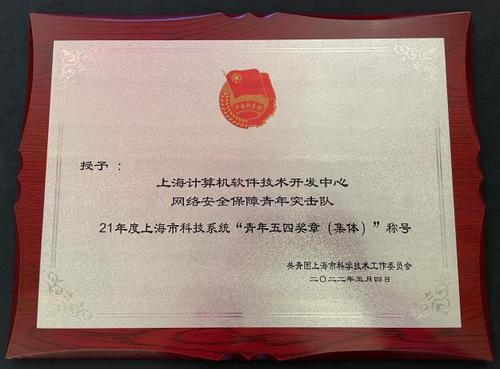 授予：
上海计算机软件技术开发中心
网络安全保障青年突击队
21年度上海市科技系统“青年五四奖章（集体）”称号
共青团上海市科学技术工作委员会
二〇二二年五月四日